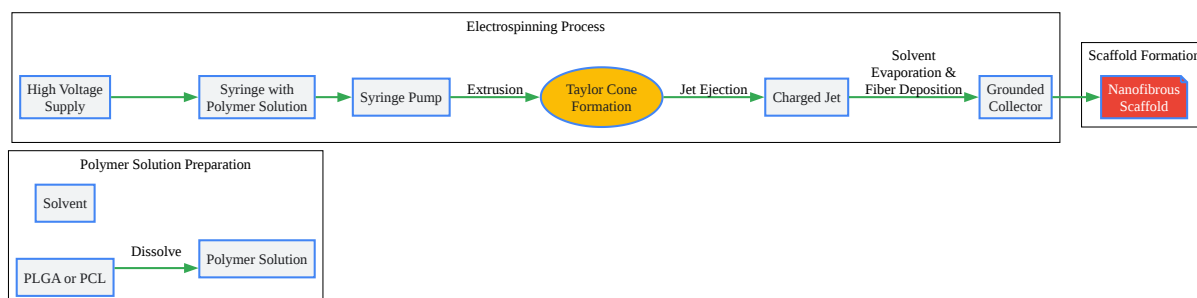 Electrospinning Process
High Voltage
Supply
Syringe with
Polymer Solution
Syringe Pump
Extrusion
Taylor Cone
Formation
Jet Ejection
Charged Jet
Solvent
Evaporation &
Fiber Deposition
Grounded
Collector
Scaffold Formation
Nanofibrous
Scaffold
Polymer Solution Preparation
Solvent
PLGA or PCL
Dissolve
Polymer Solution